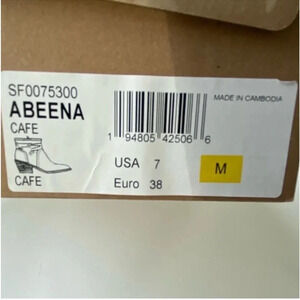 SF0075300
ABEENA
CAFE
CAFE
MADE IN CAMBODIA
1 94805 42506 6
USA 7
Euro 38
M